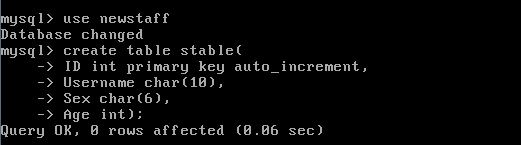 mysql> use newstaff
Database changed
mysql> create table stable(
    -> ID int primary key auto_increment,
    -> Username char(10),
    -> Sex char(6),
    -> Age int);
Query OK, 0 rows affected (0.06 sec)